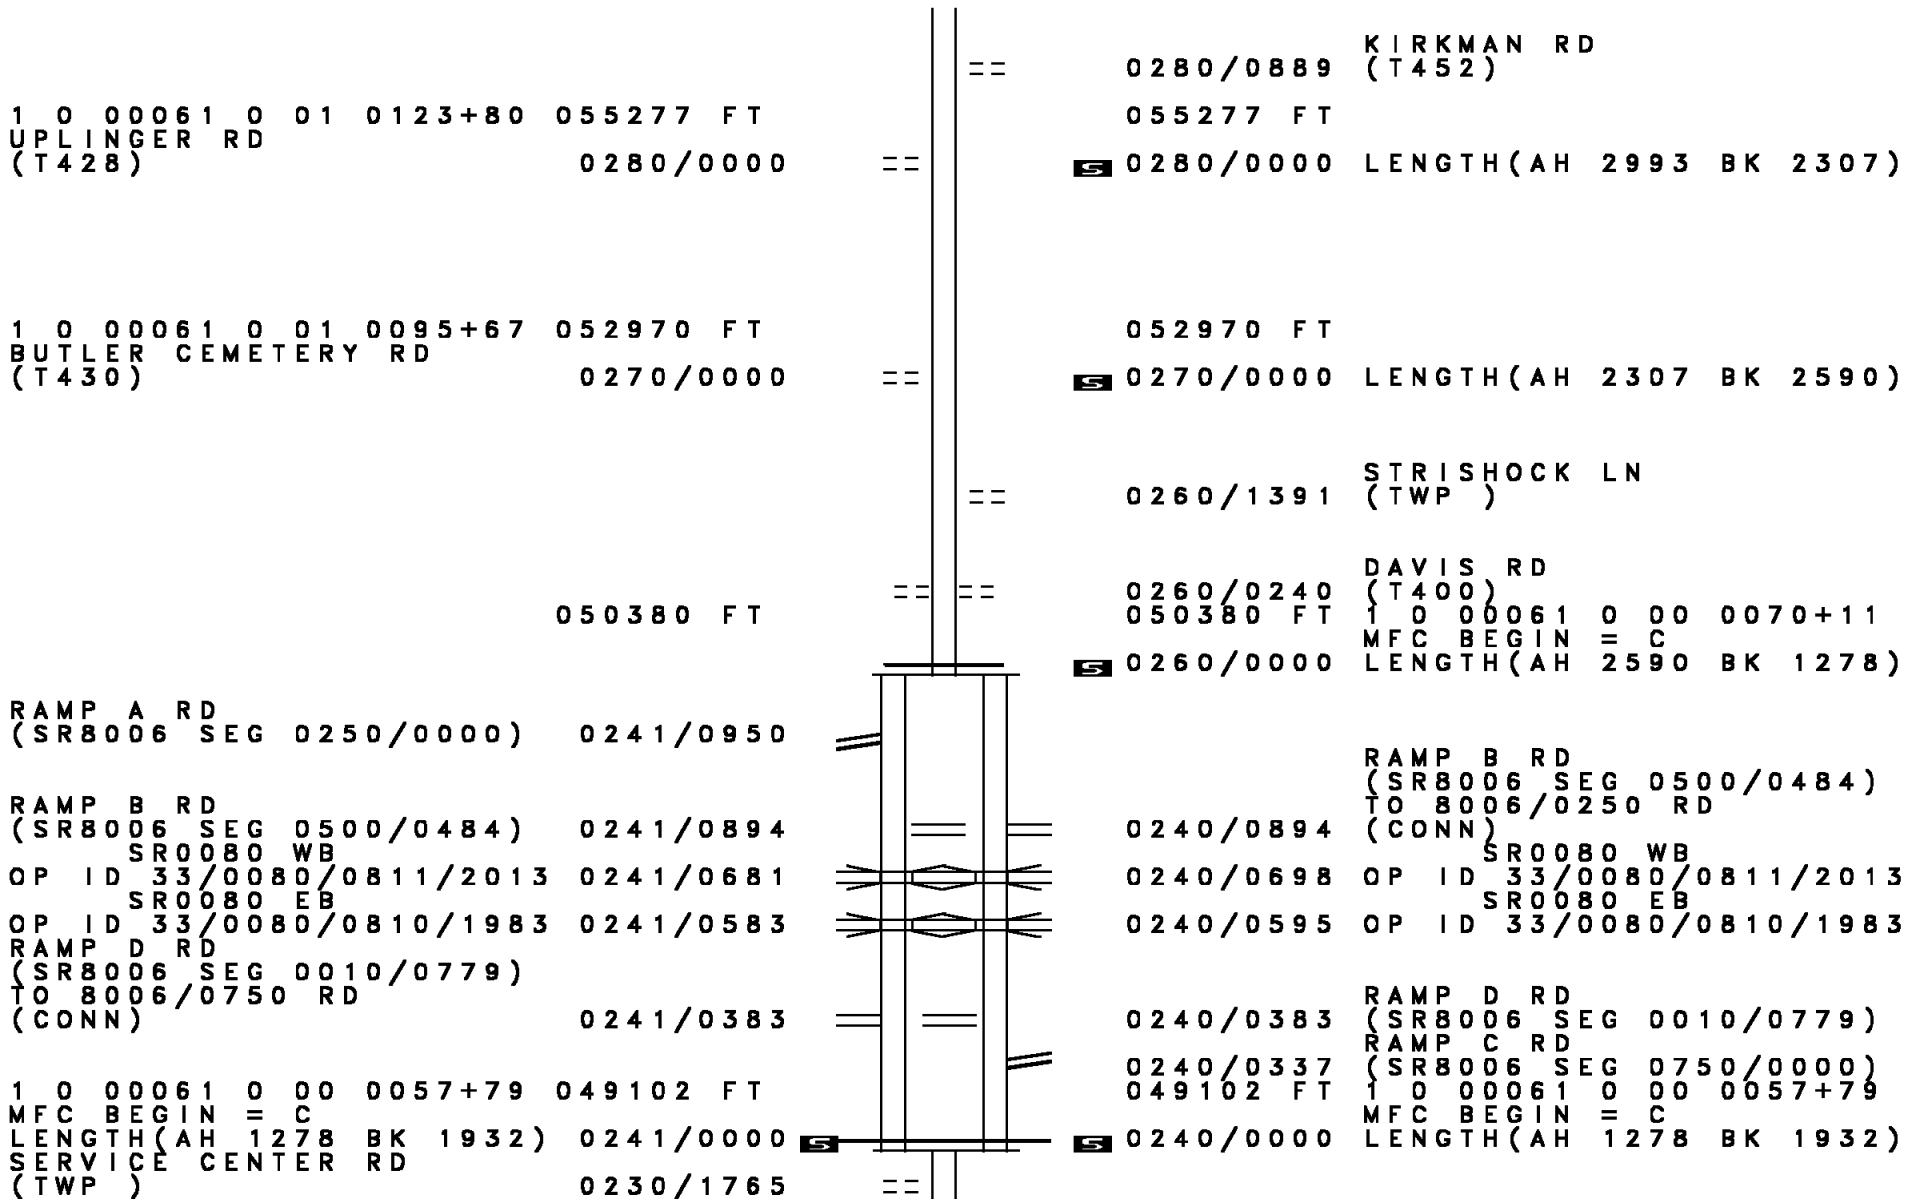 KIRKMAN RD
0280/0889 (T452)
1 0 00061 0 01 0123+80 055277 FT 055277 FT
UPLINGER RD
(T428) 0280/0000 S 0280/0000 LENGTH(AH 2993 BK 2307)
1 0 00061 0 01 0095+67 052970 FT 052970 FT
BUTLER CEMETERY RD
(T430) 0270/0000 S 0270/0000 LENGTH(AH 2307 BK 2590)
STRISHOCK LN
0260/1391 (TWP )
DAVIS RD
0260/0240 (T400)
050380 FT 050380 FT 1 0 00061 0 00 0070+11
MFC BEGIN = C
S 0260/0000 LENGTH(AH 2590 BK 1278)
RAMP A RD
(SR8006 SEG 0250/0000) 0241/0950
RAMP B RD
(SR8006 SEG 0500/0484)
RAMP B RD TO 8006/0250 RD
(SR8006 SEG 0500/0484) 0241/0894 0240/0894 (CONN)
SR0080 WB SR0080 WB
OP ID 33/0080/0811/2013 0241/0681 0240/0698 OP ID 33/0080/0811/2013
SR0080 EB SR0080 EB
OP ID 33/0080/0810/1983 0241/0583 0240/0595 OP ID 33/0080/0810/1983
RAMP D RD
(SR8006 SEG 0010/0779)
TO 8006/0750 RD RAMP D RD
(CONN) 0241/0383 0240/0383 (SR8006 SEG 0010/0779)
RAMP C RD
0240/0337 (SR8006 SEG 0750/0000)
1 0 00061 0 00 0057+79 049102 FT 049102 FT 1 0 00061 0 00 0057+79
MFC BEGIN = C MFC BEGIN = C
LENGTH(AH 1278 BK 1932) 0241/0000 S S 0240/0000 LENGTH(AH 1278 BK 1932)
SERVICE CENTER RD
(TWP ) 0230/1765